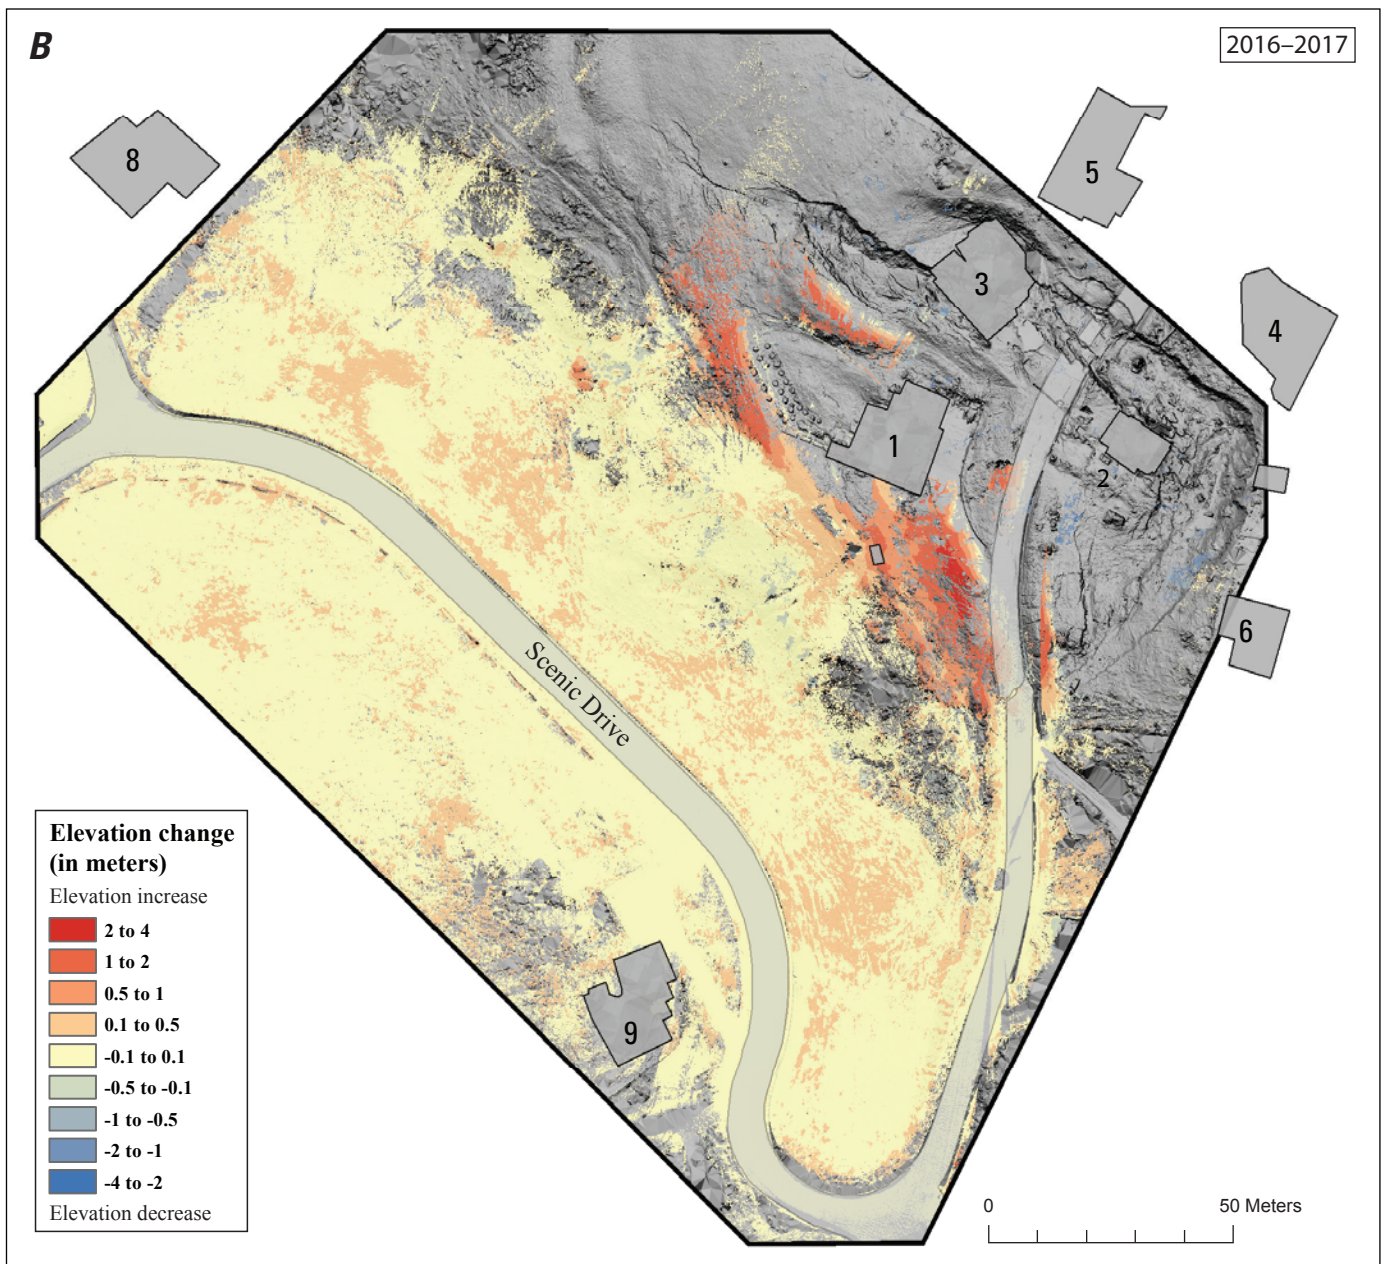 B
2016–2017
8
5
3
4
1
2
6
Scenic Drive
9
Elevation change
(in meters)
Elevation increase
2 to 4
1 to 2
0.5 to 1
0.1 to 0.5
-0.1 to 0.1
-0.5 to -0.1
-1 to -0.5
-2 to -1
-4 to -2
Elevation decrease
0 50 Meters